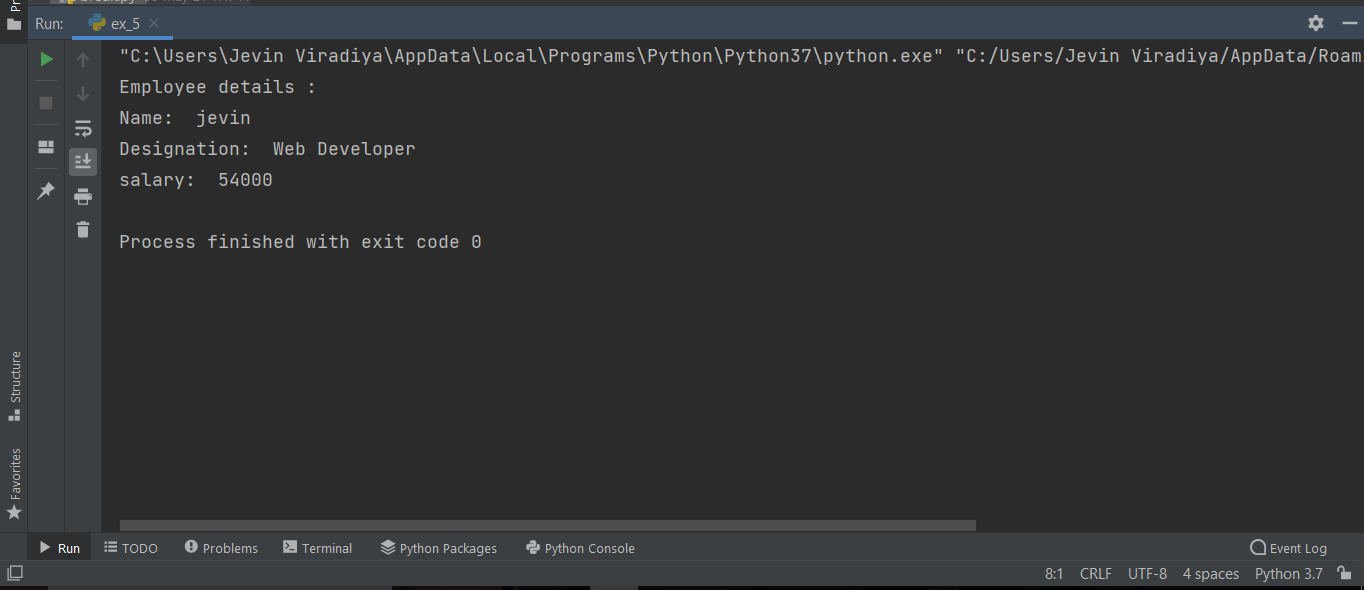 Run: ex_5
"C:\Users\Jevin Viradiya\AppData\Local\Programs\Python\Python37\python.exe" "C:/Users/Jevin Viradiya/AppData/Roam
Employee details :
Name:  jevin
Designation:  Web Developer
salary:  54000
Process finished with exit code 0
Structure
Favorites
Run TODO Problems Terminal Python Packages Python Console Event Log
8:1 CRLF UTF-8 4 spaces Python 3.7